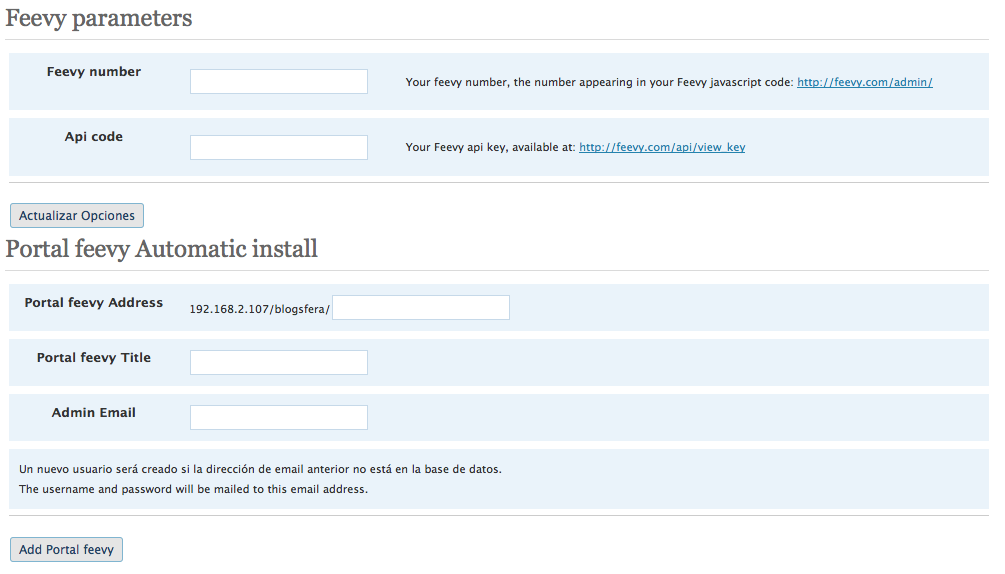 Feevy parameters
Feevy number
Your feevy number, the number appearing in your Feevy javascript code: http://feevy.com/admin/
Api code
Your Feevy api key, available at: http://feevy.com/api/view_key
Actualizar Opciones
Portal feevy Automatic install
Portal feevy Address 192.168.2.107/blogsfera/
Portal feevy Title
Admin Email
Un nuevo usuario será creado si la dirección de email anterior no está en la base de datos.
The username and password will be mailed to this email address.
Add Portal feevy